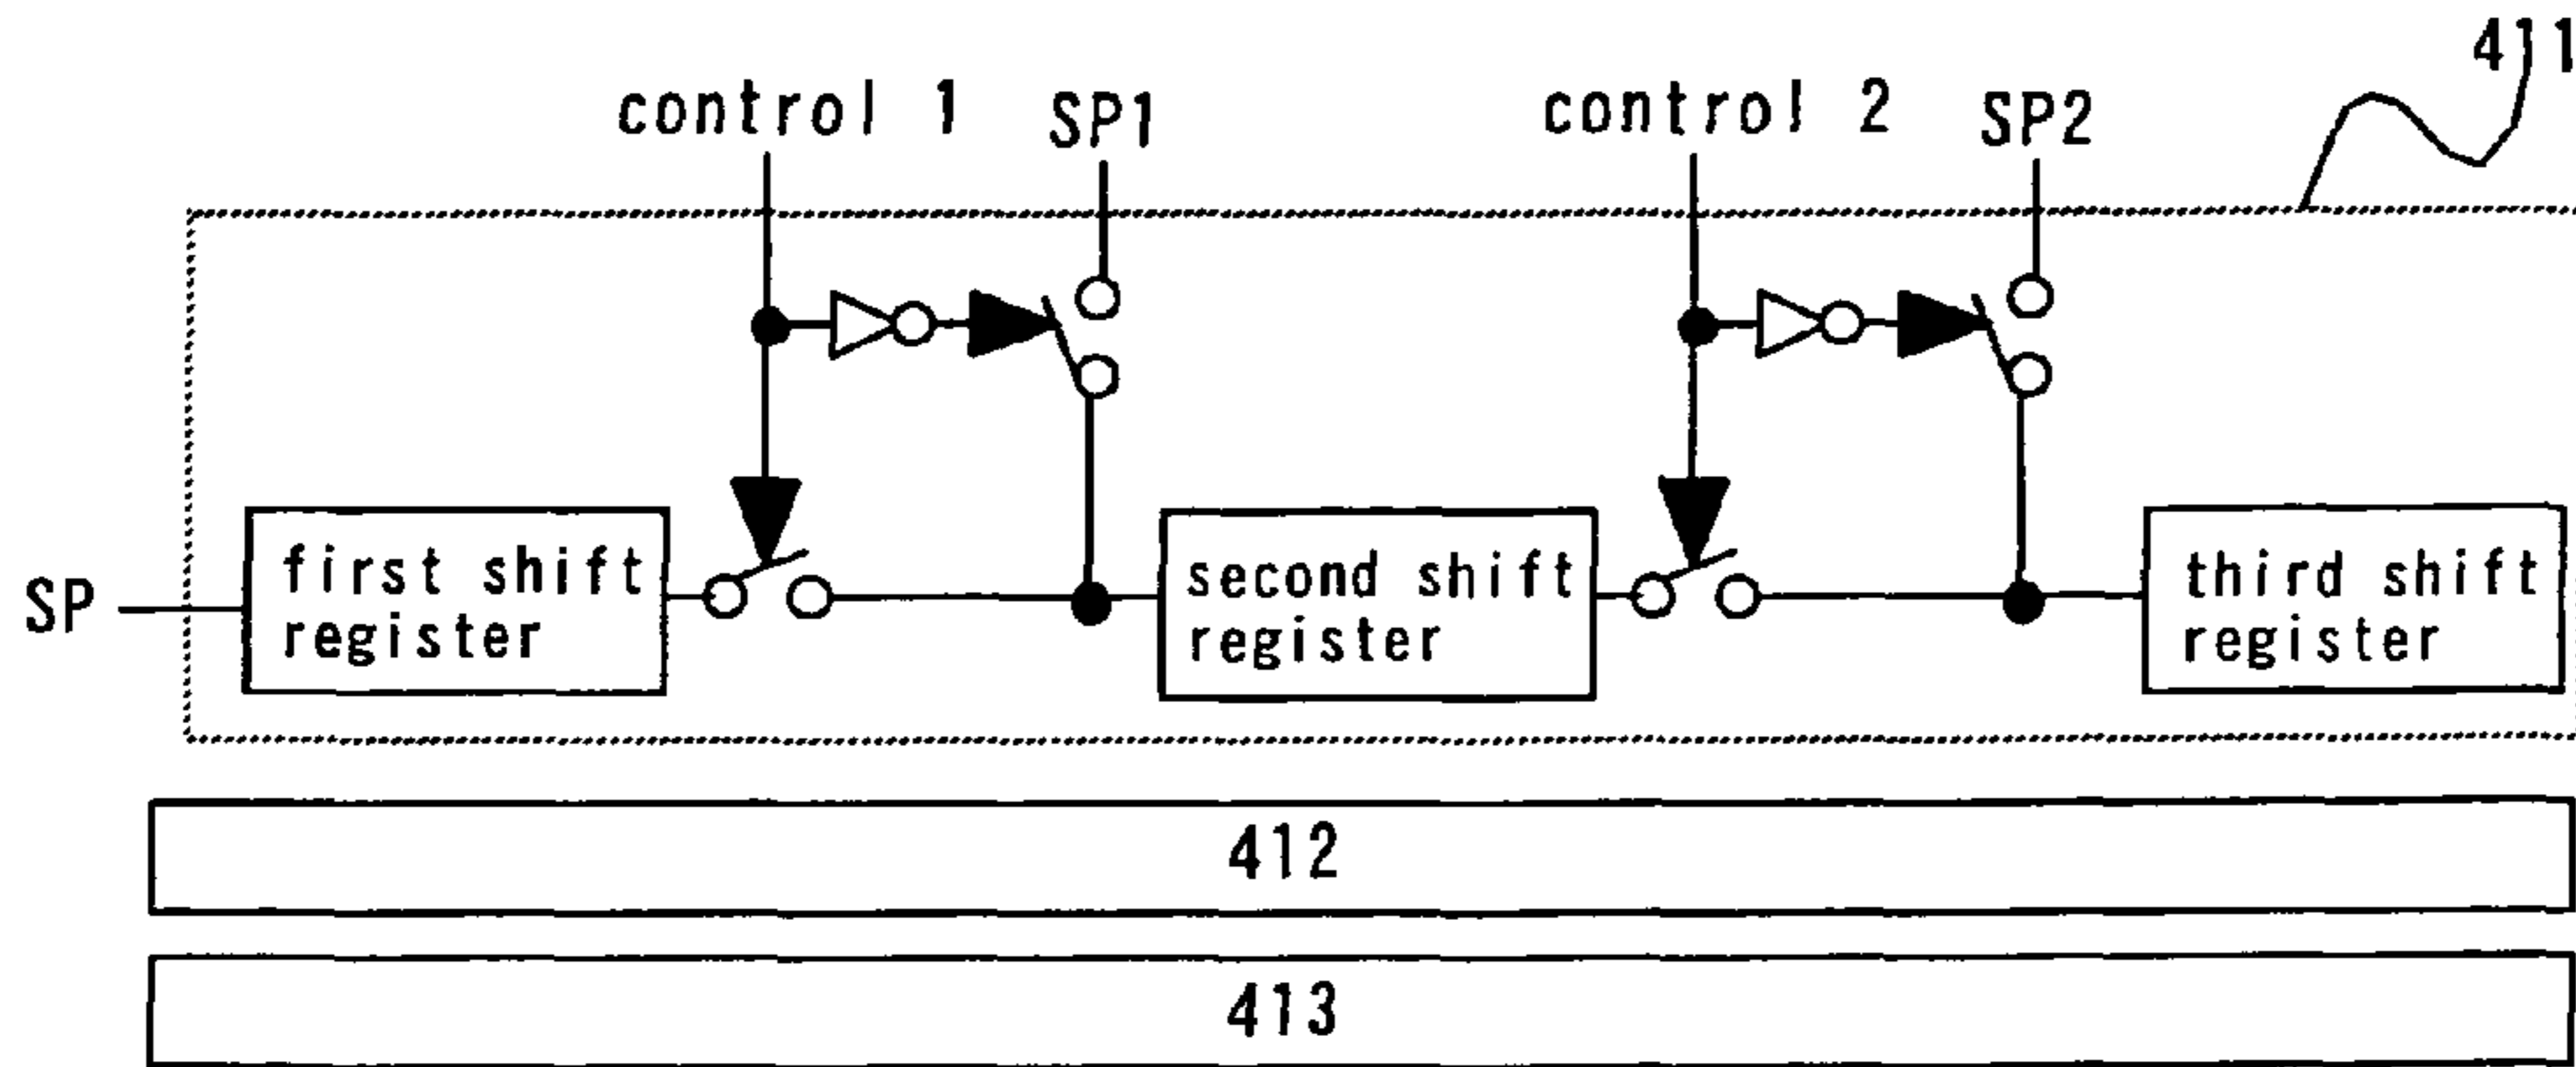 411
control 1 SP1 control 2 SP2
SP
first shift
register
second shift
register
third shift
register
412
413